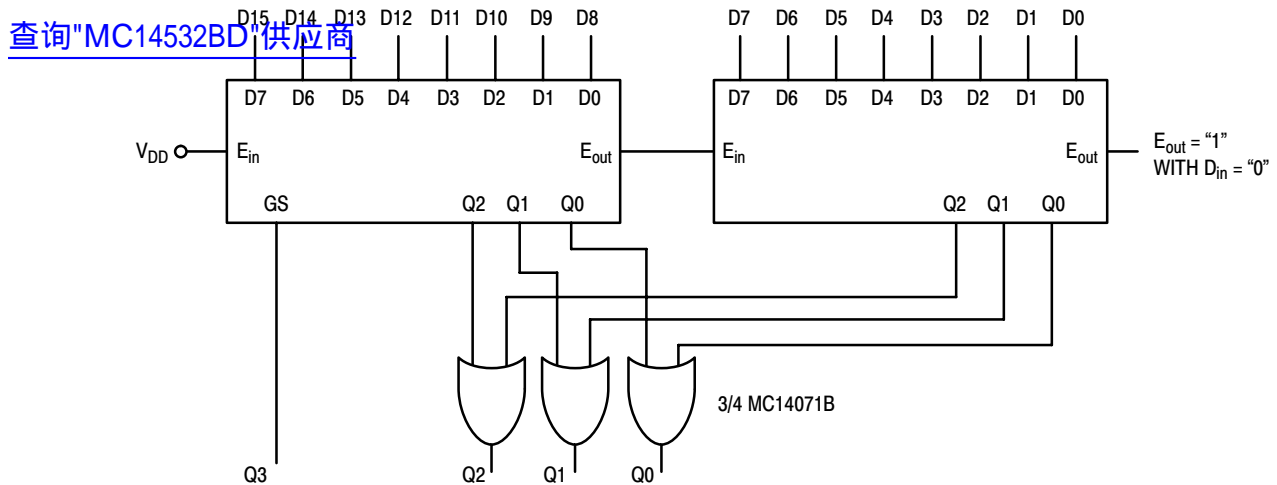 D15 D14 D13 D12 D11 D10 D9 D8 D7 D6 D5 D4 D3 D2 D1 D0
查询"MC14532BD"供应商
D7 D6 D5 D4 D3 D2 D1 D0 D7 D6 D5 D4 D3 D2 D1 D0
VDD Ein Eout Ein Eout Eout = “1”
WITH Din = “0”
GS Q2 Q1 Q0 Q2 Q1 Q0
3/4 MC14071B
Q3 Q2 Q1 Q0